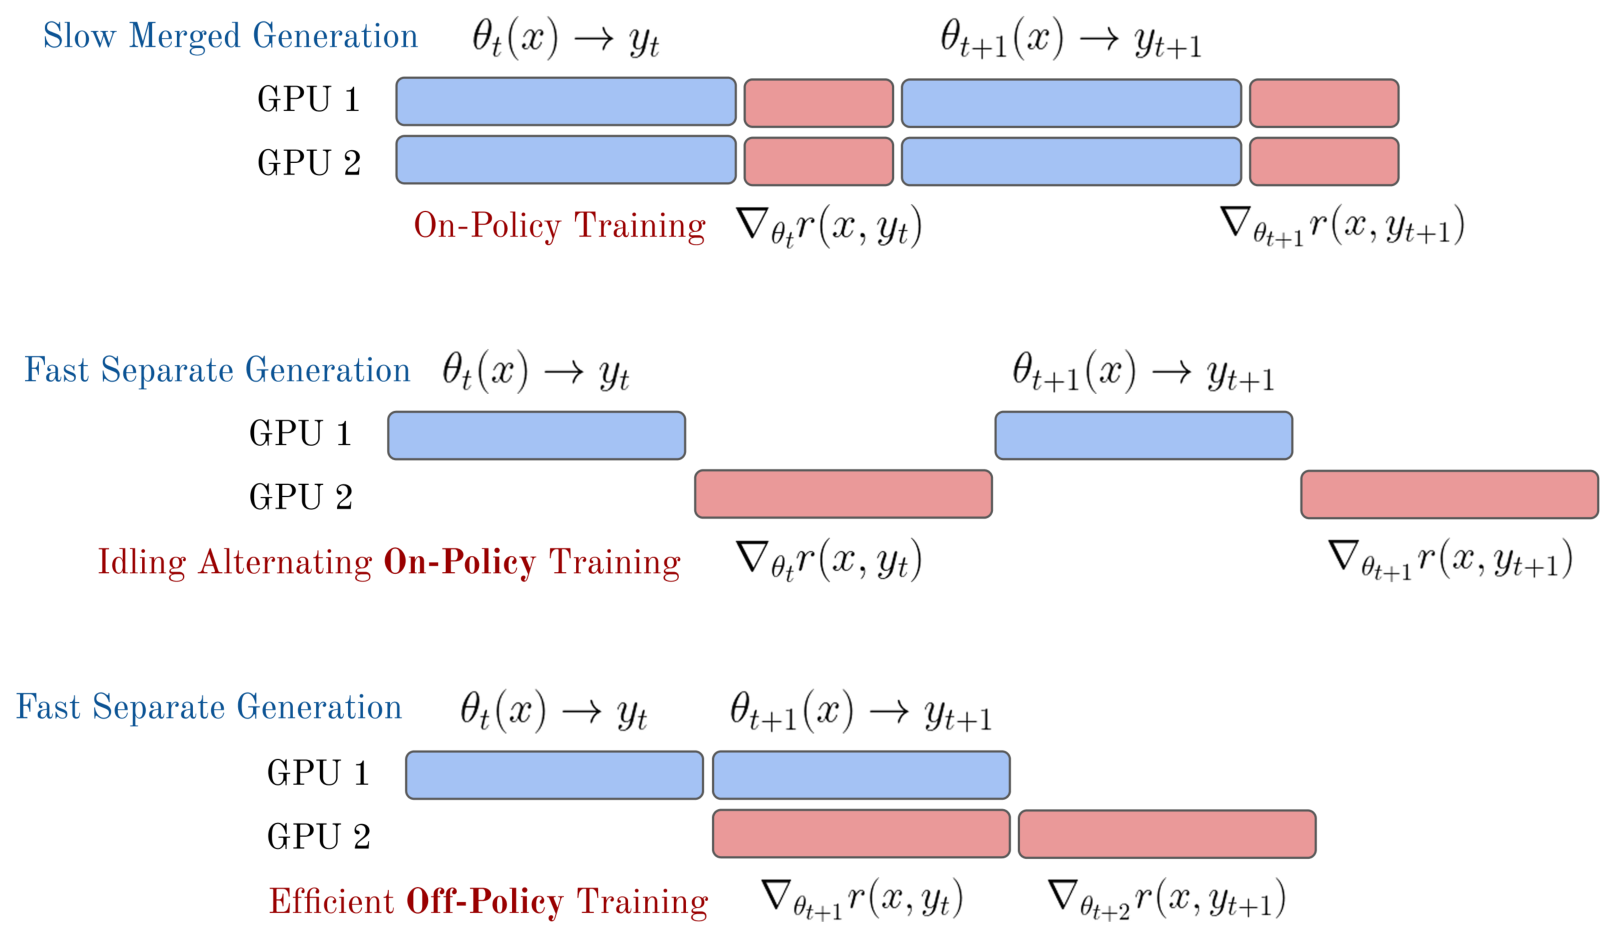 Slow Merged Generation θ_t(x) → y_t θ_{t+1}(x) → y_{t+1}
GPU 1
GPU 2
On-Policy Training ∇_{θ_t} r(x, y_t) ∇_{θ_{t+1}} r(x, y_{t+1})
Fast Separate Generation θ_t(x) → y_t θ_{t+1}(x) → y_{t+1}
GPU 1
GPU 2
Idling Alternating On-Policy Training ∇_{θ_t} r(x, y_t) ∇_{θ_{t+1}} r(x, y_{t+1})
Fast Separate Generation θ_t(x) → y_t θ_{t+1}(x) → y_{t+1}
GPU 1
GPU 2
Efficient Off-Policy Training ∇_{θ_{t+1}} r(x, y_t) ∇_{θ_{t+2}} r(x, y_{t+1})